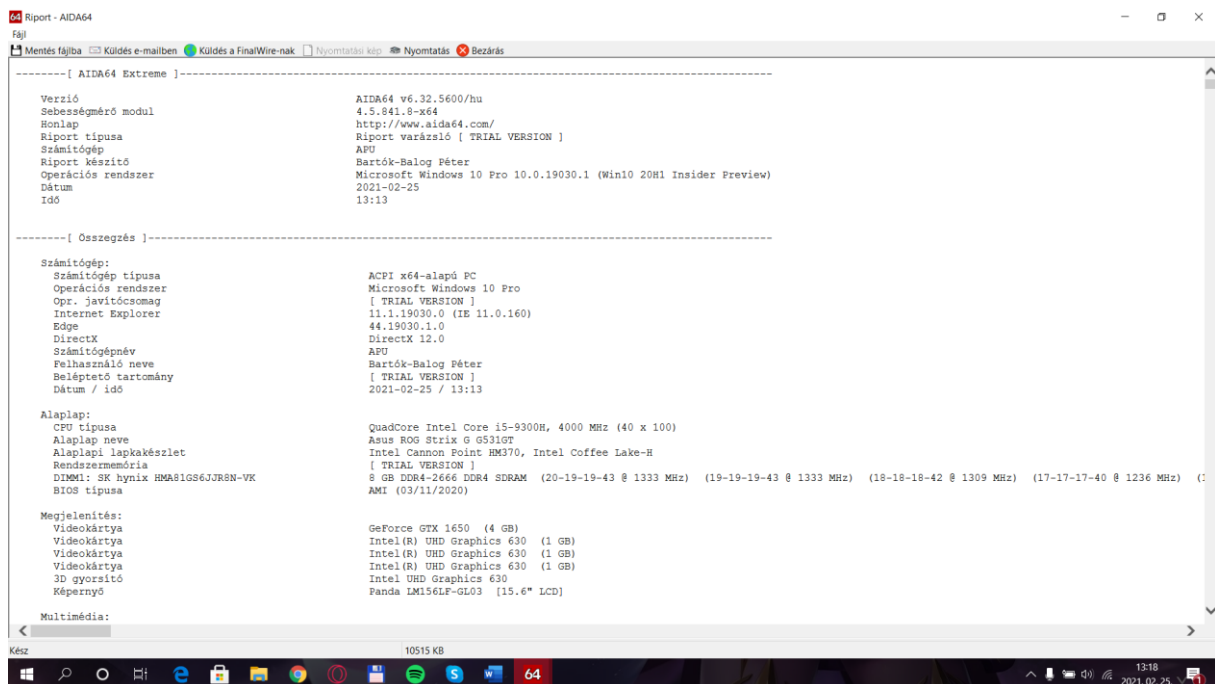 64 Riport - AIDA64
Fájl
Mentés fájlba Küldés e-mailben Küldés a FinalWire-nak Nyomtatási kép Nyomtatás Bezárás
--------[ AIDA64 Extreme ]--------
Verzió AIDA64 v6.32.5600/hu
Sebességmérő modul 4.5.841.8-x64
Honlap http://www.aida64.com/
Riport típusa Riport varázsló [ TRIAL VERSION ]
Számítógép APU
Riport készítő Bartók-Balog Péter
Operációs rendszer Microsoft Windows 10 Pro 10.0.19030.1 (Win10 20H1 Insider Preview)
Dátum 2021-02-25
Idő 13:13
--------[ Összegzés ]--------
Számítógép:
Számítógép típusa ACPI x64-alapú PC
Operációs rendszer Microsoft Windows 10 Pro
Opr. javítócsomag [ TRIAL VERSION ]
Internet Explorer 11.1.19030.0 (IE 11.0.160)
Edge 44.19030.1.0
DirectX DirectX 12.0
Számítógépnév APU
Felhasználó neve Bartók-Balog Péter
Beléptető tartomány [ TRIAL VERSION ]
Dátum / idő 2021-02-25 / 13:13
Alaplap:
CPU típusa QuadCore Intel Core i5-9300H, 4000 MHz (40 x 100)
Alaplap neve Asus ROG Strix G G531GT
Alaplapi lapkakészlet Intel Cannon Point HM370, Intel Coffee Lake-H
Rendszermemória [ TRIAL VERSION ]
DIMM1: SK hynix HMA81GS6JJR8N-VK 8 GB DDR4-2666 DDR4 SDRAM (20-19-19-43 @ 1333 MHz) (19-19-19-43 @ 1333 MHz) (18-18-18-42 @ 1309 MHz) (17-17-17-40 @ 1236 MHz) (1
BIOS típusa AMI (03/11/2020)
Megjelenítés:
Videokártya GeForce GTX 1650 (4 GB)
Videokártya Intel(R) UHD Graphics 630 (1 GB)
Videokártya Intel(R) UHD Graphics 630 (1 GB)
Videokártya Intel(R) UHD Graphics 630 (1 GB)
3D gyorsító Intel UHD Graphics 630
Képernyő Panda LM156LF-GL03 [15.6" LCD]
Multimédia:
Kész 10515 KB
64 13:18
2021. 02. 25.